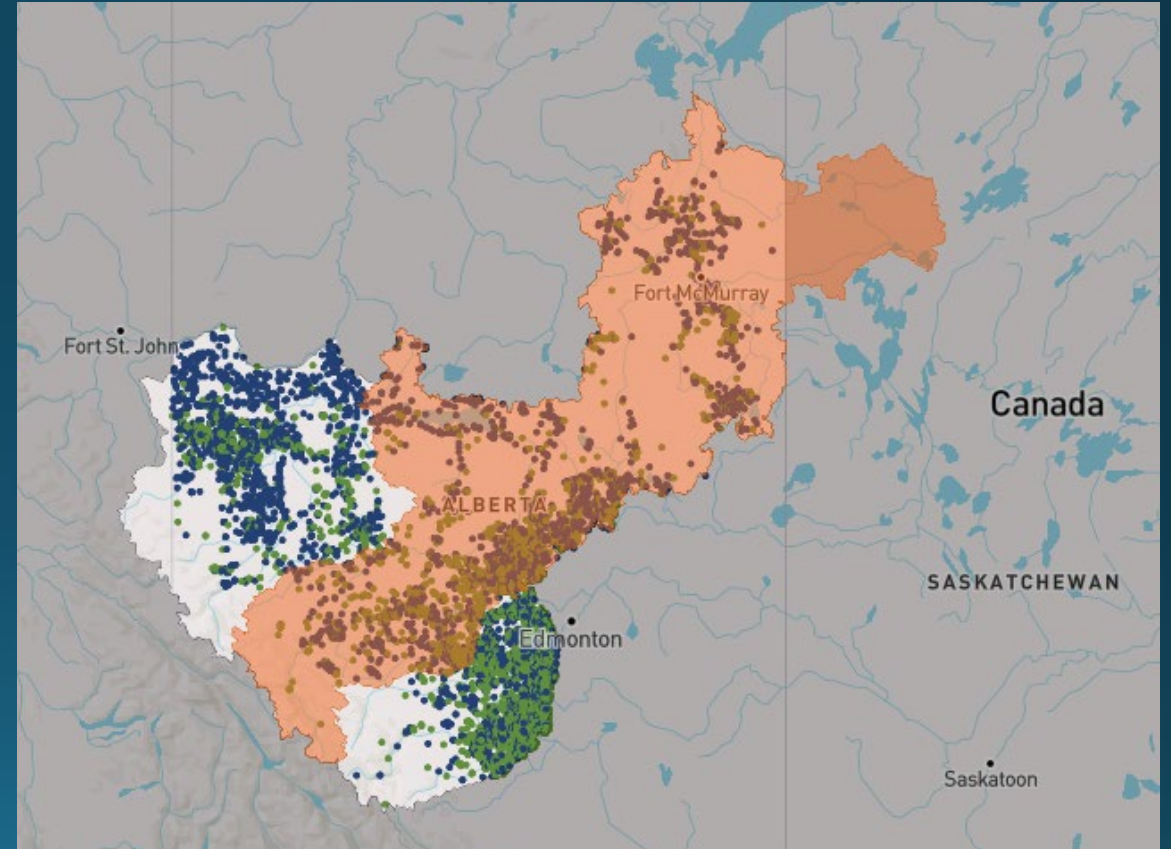 Fort McMurray
Fort St. John
Canada
ALBERTA
SASKATCHEWAN
Edmonton
Saskatoon